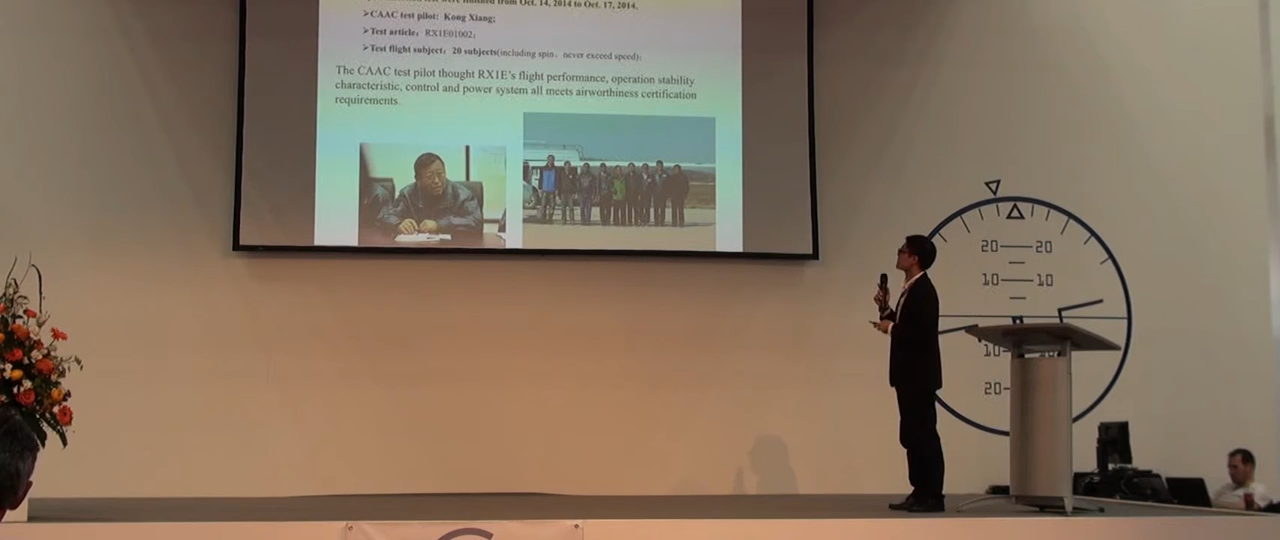 finished from Oct. 14, 2014 to Oct. 17, 2014.
➢CAAC test pilot: Kong Xiang;
➢Test article: RX1E01002;
➢Test flight subject: 20 subjects(including spin, never exceed speed);
The CAAC test pilot thought RX1E's flight performance, operation stability
characteristic, control and power system all meets airworthiness certification
requirements.
20 20
10 10
10
20